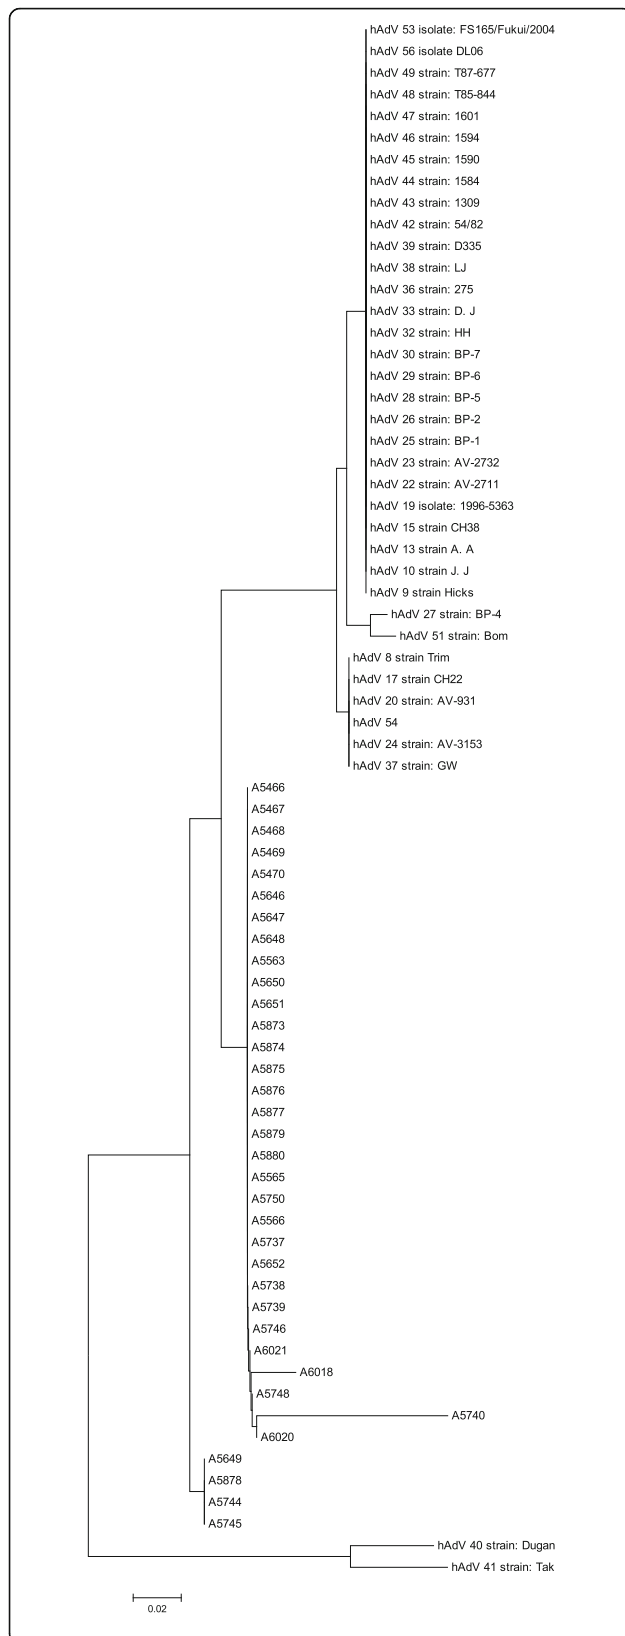 hAdV 53 isolate: FS165/Fukui/2004
hAdV 56 isolate DL06
hAdV 49 strain: T87-677
hAdV 48 strain: T85-844
hAdV 47 strain: 1601
hAdV 46 strain: 1594
hAdV 45 strain: 1590
hAdV 44 strain: 1584
hAdV 43 strain: 1309
hAdV 42 strain: 54/82
hAdV 39 strain: D335
hAdV 38 strain: LJ
hAdV 36 strain: 275
hAdV 33 strain: D. J
hAdV 32 strain: HH
hAdV 30 strain: BP-7
hAdV 29 strain: BP-6
hAdV 28 strain: BP-5
hAdV 26 strain: BP-2
hAdV 25 strain: BP-1
hAdV 23 strain: AV-2732
hAdV 22 strain: AV-2711
hAdV 19 isolate: 1996-5363
hAdV 15 strain CH38
hAdV 13 strain A. A
hAdV 10 strain J. J
hAdV 9 strain Hicks
hAdV 27 strain: BP-4
hAdV 51 strain: Bom
hAdV 8 strain Trim
hAdV 17 strain CH22
hAdV 20 strain: AV-931
hAdV 54
hAdV 24 strain: AV-3153
hAdV 37 strain: GW
A5466
A5467
A5468
A5469
A5470
A5646
A5647
A5648
A5563
A5650
A5651
A5873
A5874
A5875
A5876
A5877
A5879
A5880
A5565
A5750
A5566
A5737
A5652
A5738
A5739
A5746
A6021
A6018
A5748
A5740
A6020
A5649
A5878
A5744
A5745
hAdV 40 strain: Dugan
hAdV 41 strain: Tak
0.02